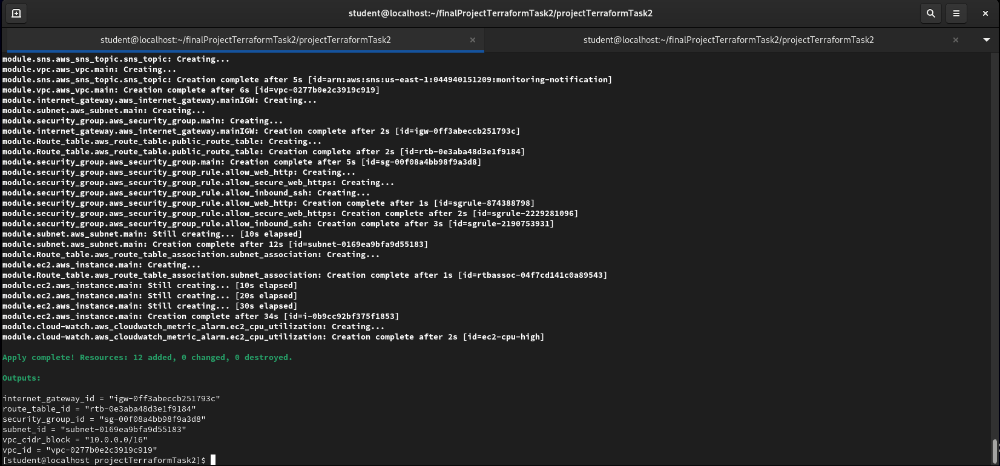 student@localhost:~/finalProjectTerraformTask2/projectTerraformTask2
student@localhost:~/finalProjectTerraformTask2/projectTerraformTask2
student@localhost:~/finalProjectTerraformTask2/projectTerraformTask2
module.sns.aws_sns_topic.sns_topic: Creating...
module.vpc.aws_vpc.main: Creating...
module.sns.aws_sns_topic.sns_topic: Creation complete after 5s [id=arn:aws:sns:us-east-1:044940151209:monitoring-notification]
module.vpc.aws_vpc.main: Creation complete after 6s [id=vpc-0277b0e2c3919c919]
module.internet_gateway.aws_internet_gateway.mainIGW: Creating...
module.subnet.aws_subnet.main: Creating...
module.security_group.aws_security_group.main: Creating...
module.internet_gateway.aws_internet_gateway.mainIGW: Creation complete after 2s [id=igw-0ff3abeccb251793c]
module.Route_table.aws_route_table.public_route_table: Creating...
module.Route_table.aws_route_table.public_route_table: Creation complete after 2s [id=rtb-0e3aba48d3e1f9184]
module.security_group.aws_security_group.main: Creation complete after 5s [id=sg-00f08a4bb98f9a3d8]
module.security_group.aws_security_group_rule.allow_web_http: Creating...
module.security_group.aws_security_group_rule.allow_secure_web_https: Creating...
module.security_group.aws_security_group_rule.allow_inbound_ssh: Creating...
module.security_group.aws_security_group_rule.allow_web_http: Creation complete after 1s [id=sgrule-874388798]
module.security_group.aws_security_group_rule.allow_secure_web_https: Creation complete after 2s [id=sgrule-2229281096]
module.security_group.aws_security_group_rule.allow_inbound_ssh: Creation complete after 3s [id=sgrule-2190753931]
module.subnet.aws_subnet.main: Still creating... [10s elapsed]
module.subnet.aws_subnet.main: Creation complete after 12s [id=subnet-0169ea9bfa9d55183]
module.Route_table.aws_route_table_association.subnet_association: Creating...
module.ec2.aws_instance.main: Creating...
module.Route_table.aws_route_table_association.subnet_association: Creation complete after 1s [id=rtbassoc-04f7cd141c0a89543]
module.ec2.aws_instance.main: Still creating... [10s elapsed]
module.ec2.aws_instance.main: Still creating... [20s elapsed]
module.ec2.aws_instance.main: Still creating... [30s elapsed]
module.ec2.aws_instance.main: Creation complete after 34s [id=i-0b9cc92bf375f1853]
module.cloud-watch.aws_cloudwatch_metric_alarm.ec2_cpu_utilization: Creating...
module.cloud-watch.aws_cloudwatch_metric_alarm.ec2_cpu_utilization: Creation complete after 2s [id=ec2-cpu-high]
Apply complete! Resources: 12 added, 0 changed, 0 destroyed.
Outputs:
internet_gateway_id = "igw-0ff3abeccb251793c"
route_table_id = "rtb-0e3aba48d3e1f9184"
security_group_id = "sg-00f08a4bb98f9a3d8"
subnet_id = "subnet-0169ea9bfa9d55183"
vpc_cidr_block = "10.0.0.0/16"
vpc_id = "vpc-0277b0e2c3919c919"
[student@localhost projectTerraformTask2]$